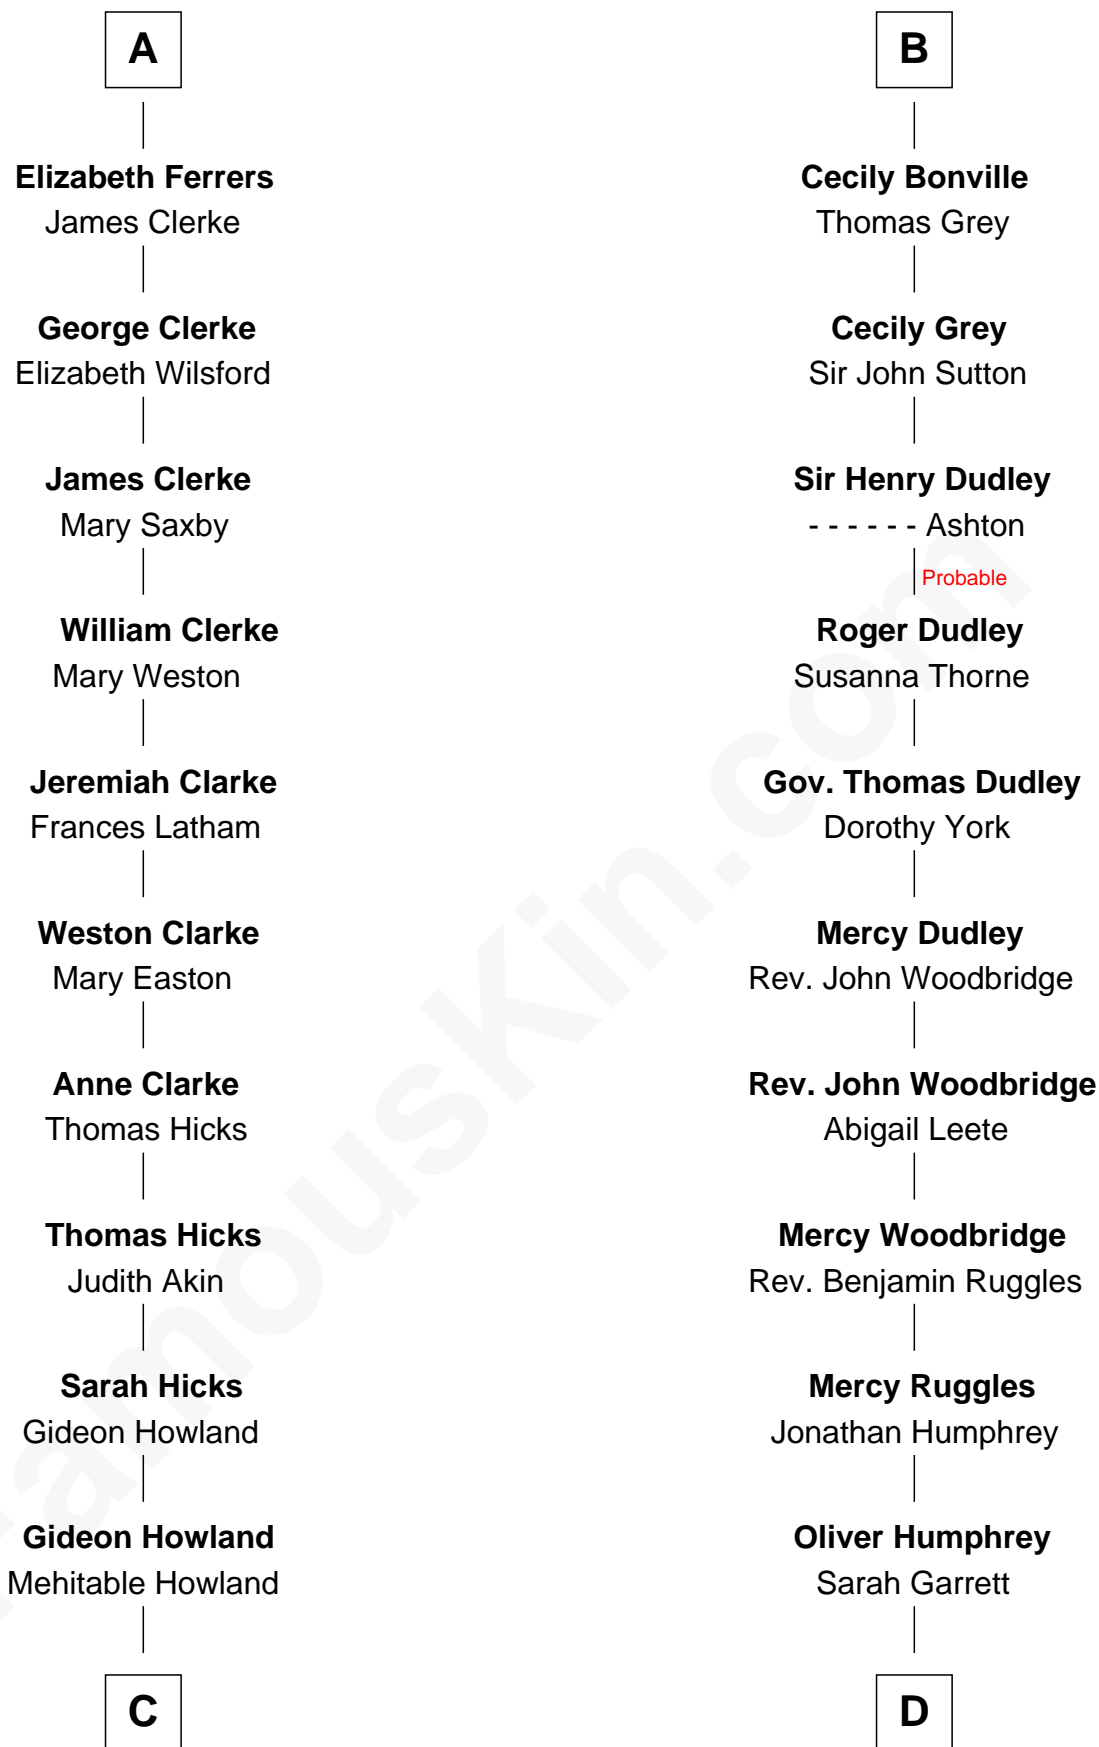 A
Elizabeth Ferrers
James Clerke
George Clerke
Elizabeth Wilsford
James Clerke
Mary Saxby
William Clerke
Mary Weston
Jeremiah Clarke
Frances Latham
Weston Clarke
Mary Easton
Anne Clarke
Thomas Hicks
Thomas Hicks
Judith Akin
Sarah Hicks
Gideon Howland
Gideon Howland
Mehitable Howland
C
B
Cecily Bonville
Thomas Grey
Cecily Grey
Sir John Sutton
Sir Henry Dudley
- - - - - - Ashton
Probable
Roger Dudley
Susanna Thorne
Gov. Thomas Dudley
Dorothy York
Mercy Dudley
Rev. John Woodbridge
Rev. John Woodbridge
Abigail Leete
Mercy Woodbridge
Rev. Benjamin Ruggles
Mercy Ruggles
Jonathan Humphrey
Oliver Humphrey
Sarah Garrett
D
FamousKin.com